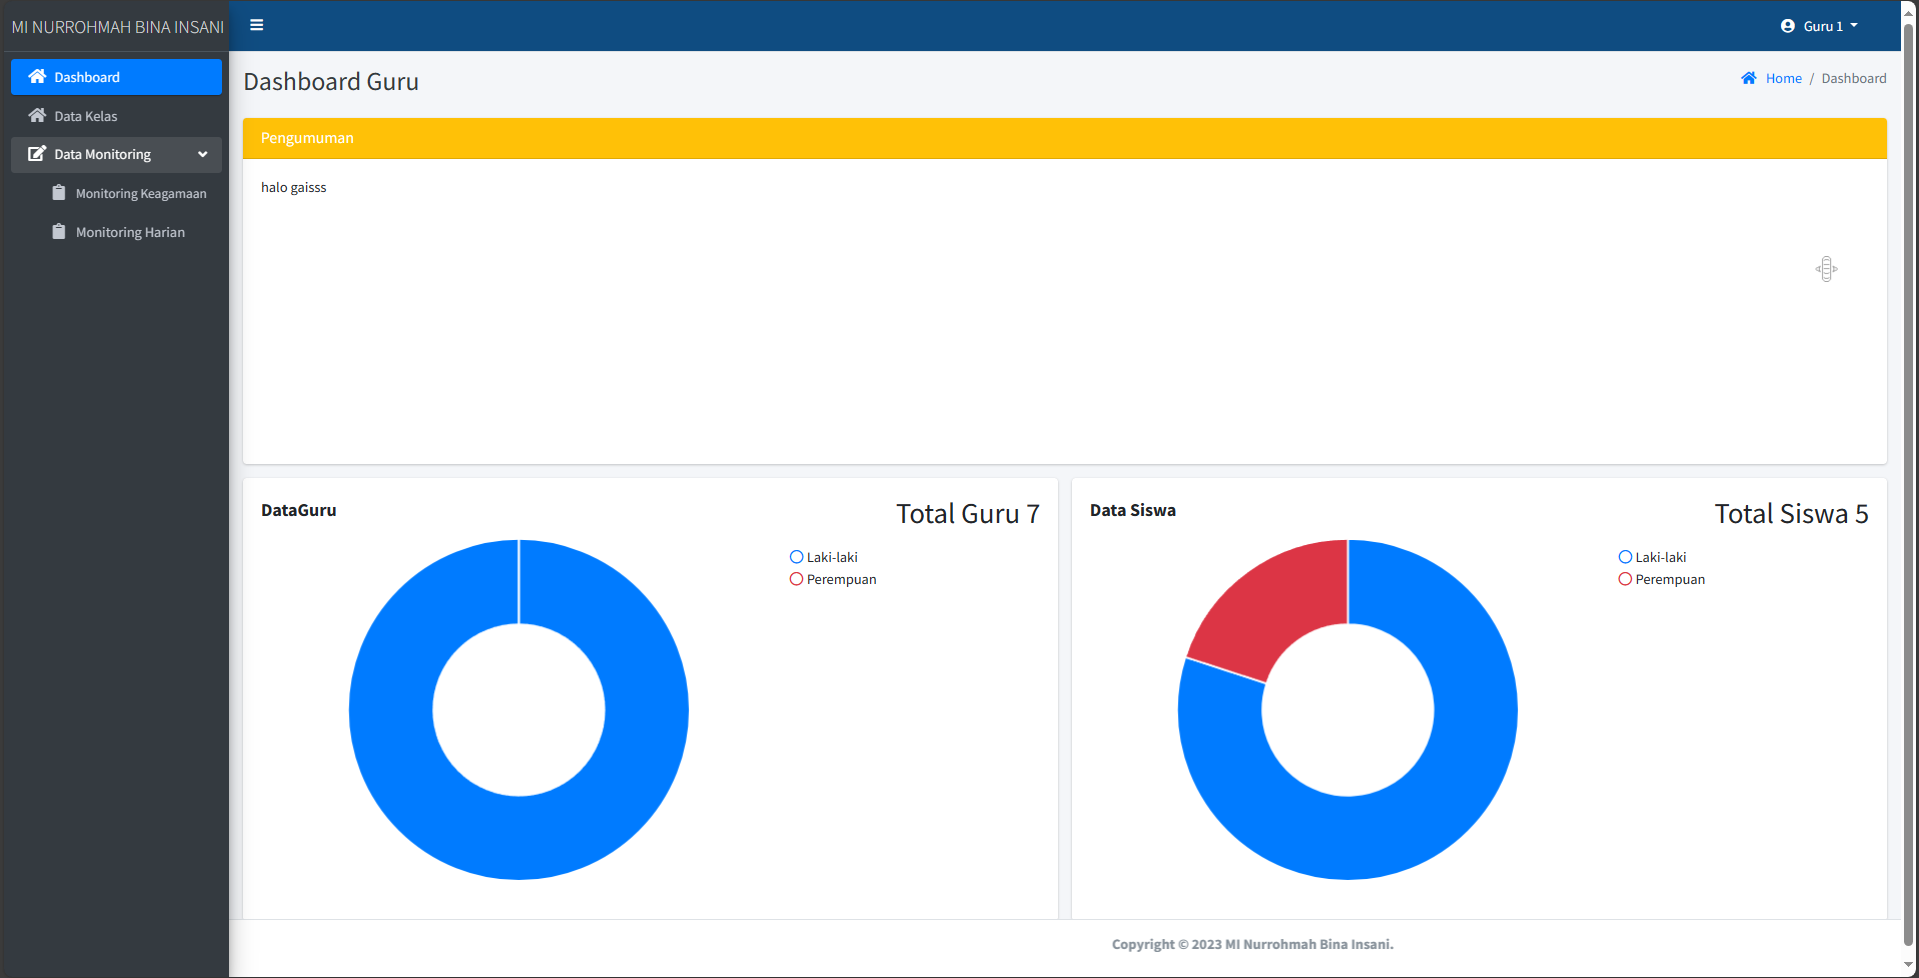 MI NURROHMAH BINA INSANI
Guru 1
Dashboard
Data Kelas
Data Monitoring
Monitoring Keagamaan
Monitoring Harian
Dashboard Guru
Home / Dashboard
Pengumuman
halo gaisss
DataGuru
Total Guru 7
Laki-laki
Perempuan
Data Siswa
Total Siswa 5
Laki-laki
Perempuan
Copyright © 2023 MI Nurrohmah Bina Insani.